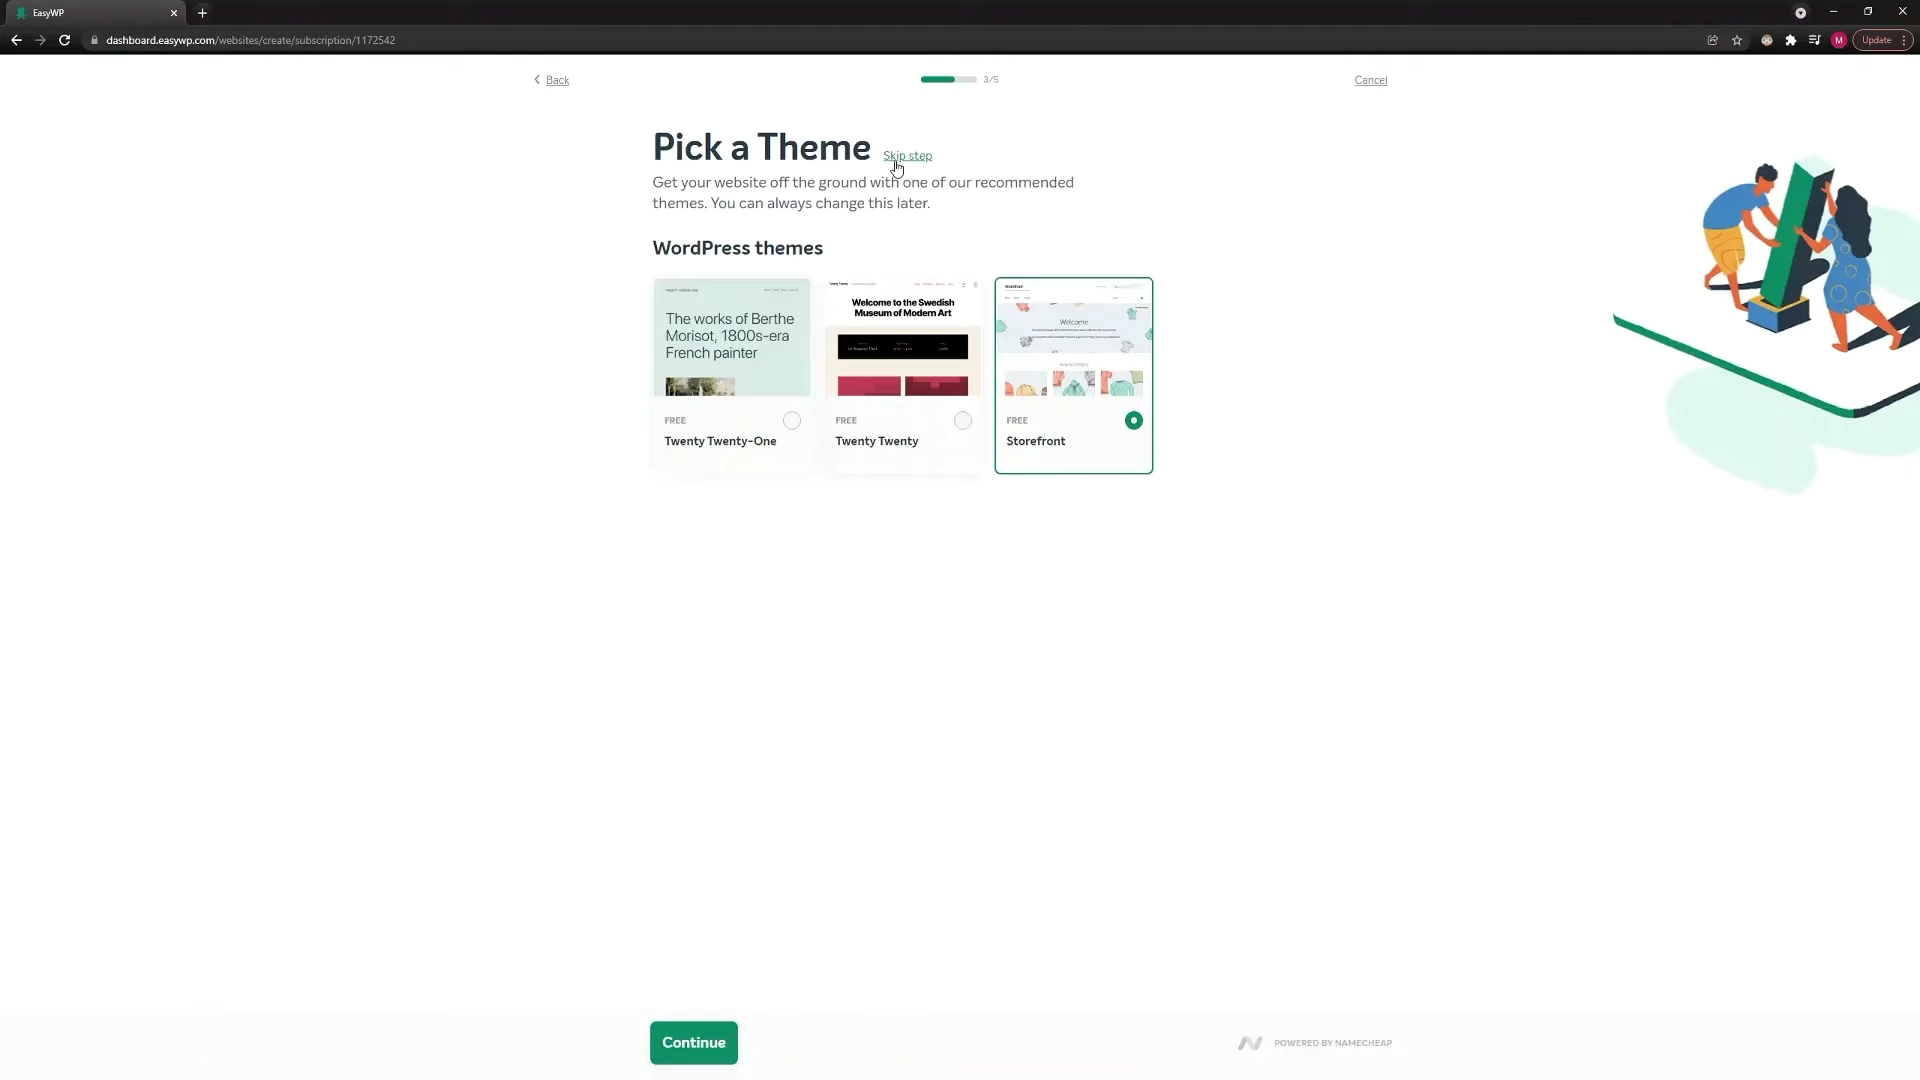 EasyWP
dashboard.easywp.com/websites/create/subscription/1172542
M
Update
Back
3/5
Cancel
Pick a Theme
Skip step
Get your website off the ground with one of our recommended
themes. You can always change this later.
WordPress themes
The works of Berthe
Morisot, 1800s-era
French painter
FREE
Twenty Twenty-One
Welcome to the Swedish
Museum of Modern Art
FREE
Twenty Twenty
Storefront
Welcome
FREE
Storefront
Continue
POWERED BY NAMECHEAP